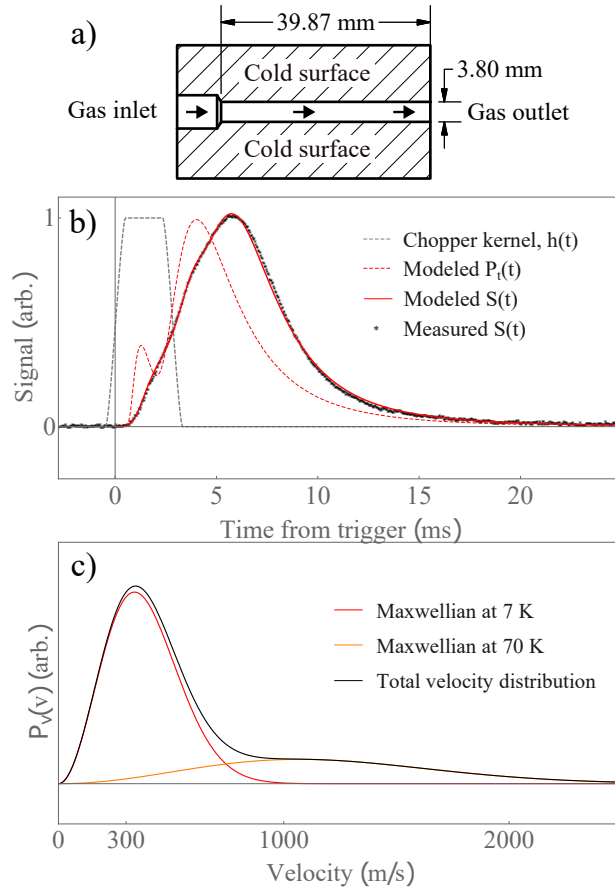 a)
39.87 mm
Cold surface
3.80 mm
Gas inlet
Gas outlet
Cold surface
b)
1
0
Signal (arb.)
Chopper kernel, h(t)
Modeled Pₜ(t)
Modeled S(t)
Measured S(t)
0 5 10 15 20
Time from trigger (ms)
c)
Pᵥ(v) (arb.)
Maxwellian at 7 K
Maxwellian at 70 K
Total velocity distribution
0 300 1000 2000
Velocity (m/s)